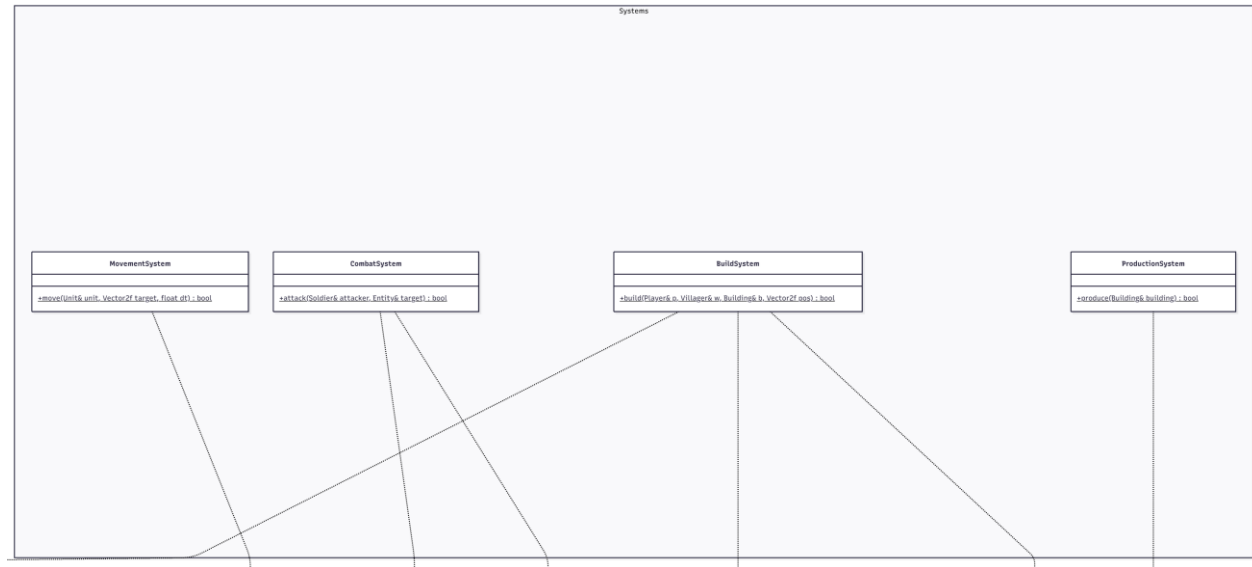 Systems
MovementSystem
+move(Unit& unit, Vector2f target, float dt) : bool
CombatSystem
+attack(Soldier& attacker, Entity& target) : bool
BuildSystem
+build(Player& p, Villager& w, Building& b, Vector2f pos) : bool
ProductionSystem
+produce(Building& building) : bool